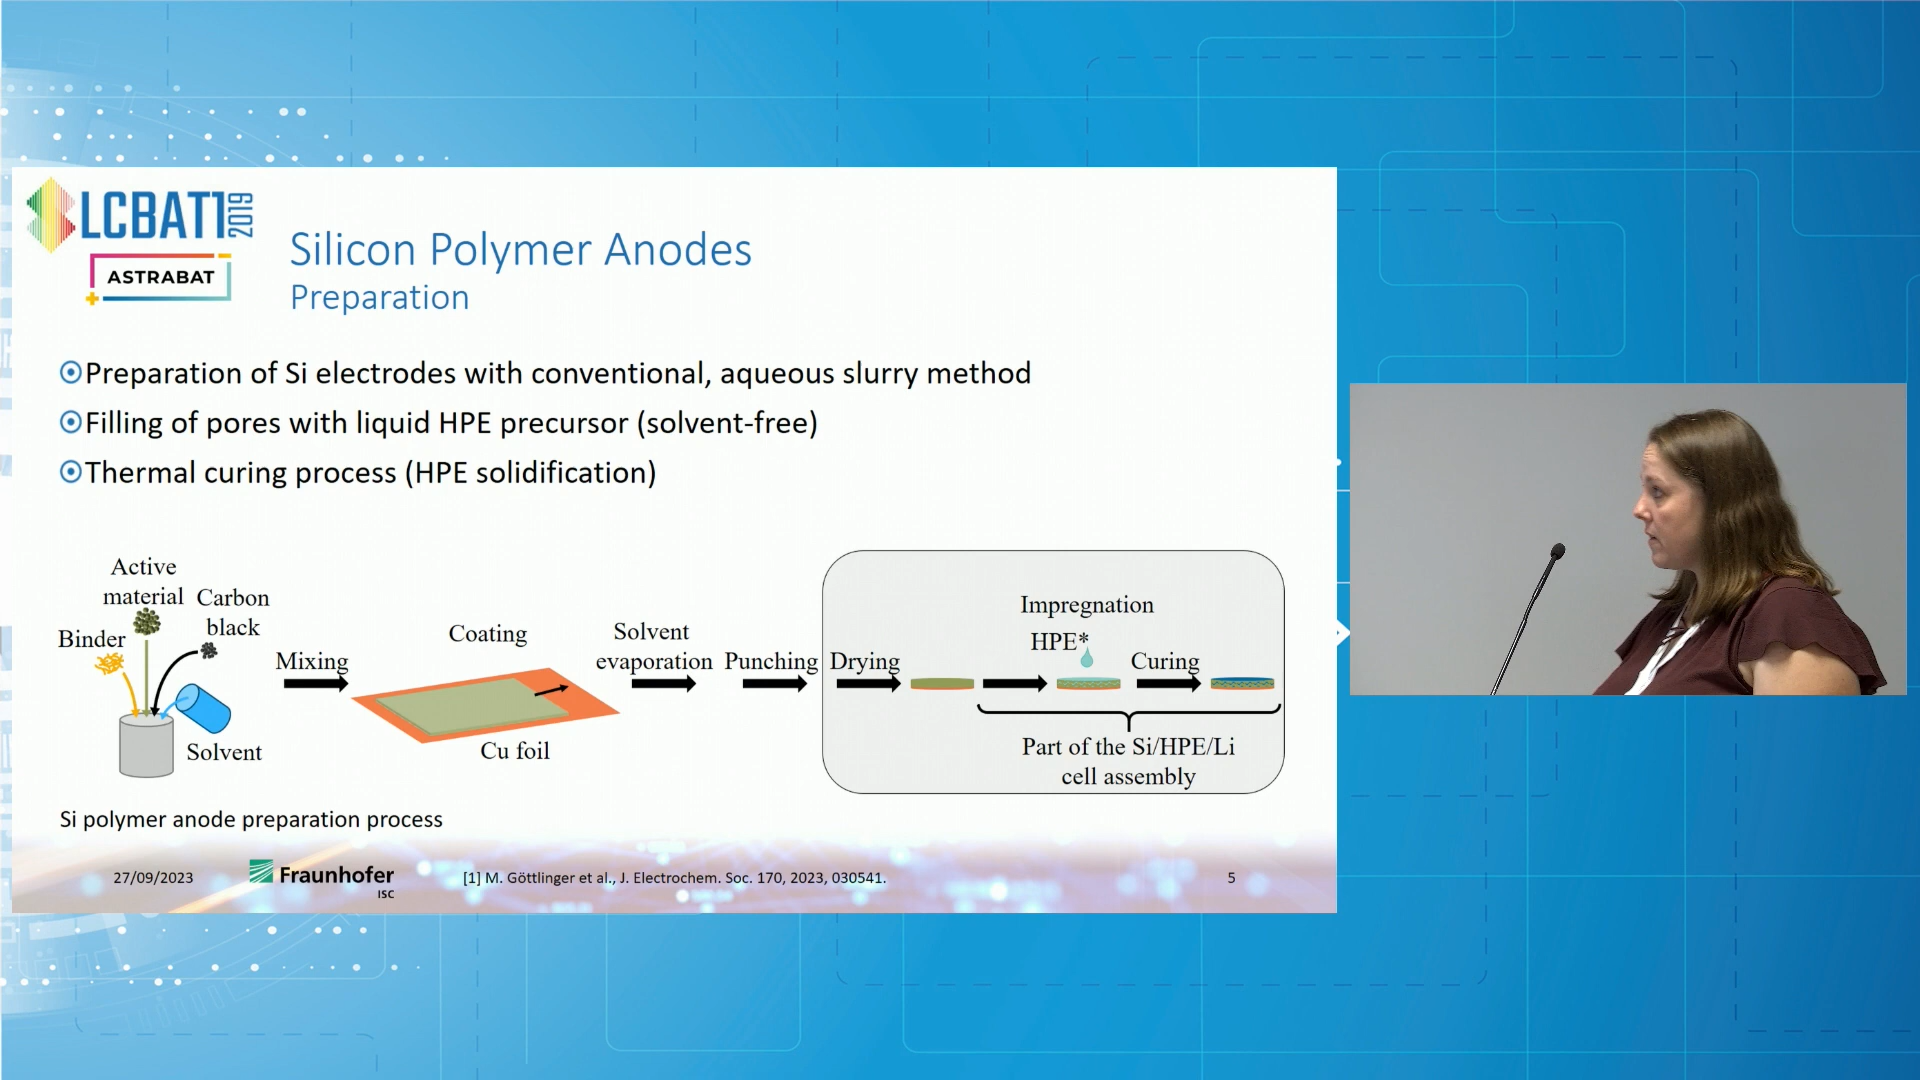 LCBAT1 2019
ASTRABAT
Silicon Polymer Anodes
Preparation
Preparation of Si electrodes with conventional, aqueous slurry method
Filling of pores with liquid HPE precursor (solvent-free)
Thermal curing process (HPE solidification)
Active
material
Carbon
black
Binder
Solvent
Mixing
Coating
Cu foil
Solvent
evaporation
Punching
Drying
Impregnation
HPE*
Curing
Part of the Si/HPE/Li
cell assembly
Si polymer anode preparation process
27/09/2023
Fraunhofer
ISC
[1] M. Göttlinger et al., J. Electrochem. Soc. 170, 2023, 030541.
5